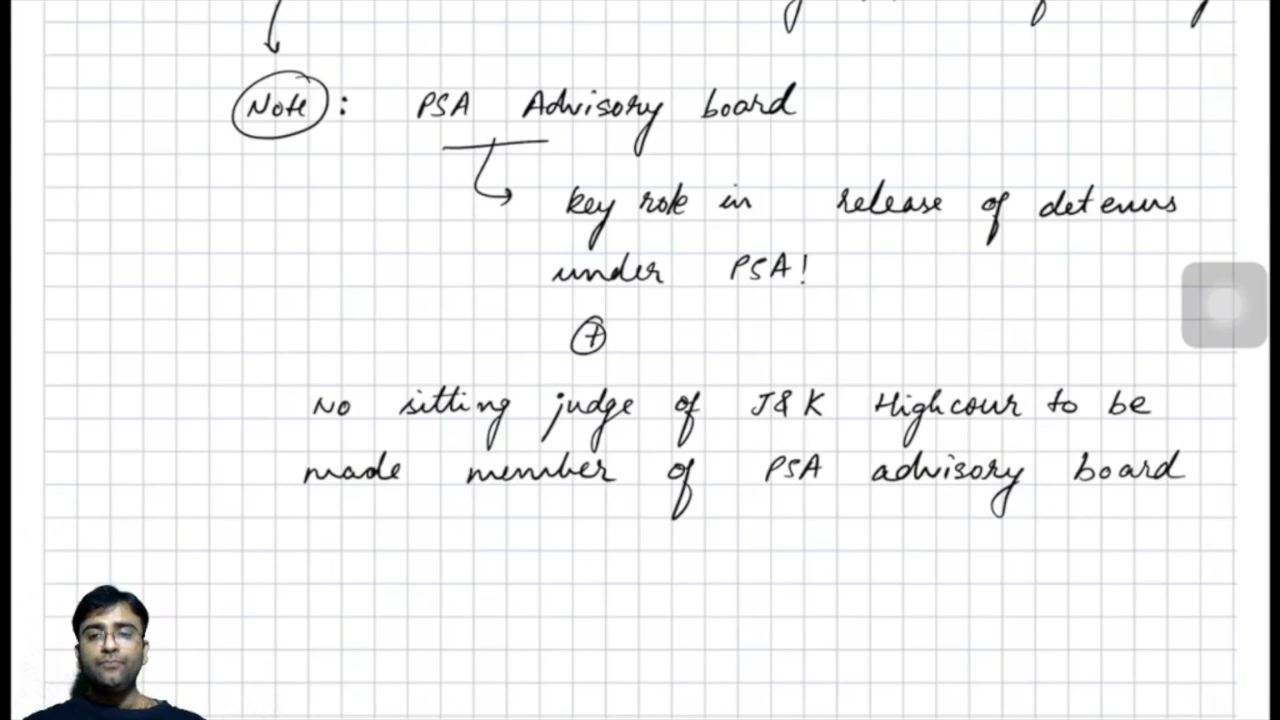 Note : PSA Advisory board
key role in release of detenus
under PSA!
+
No sitting judge of J&K Highcour to be
made member of PSA advisory board